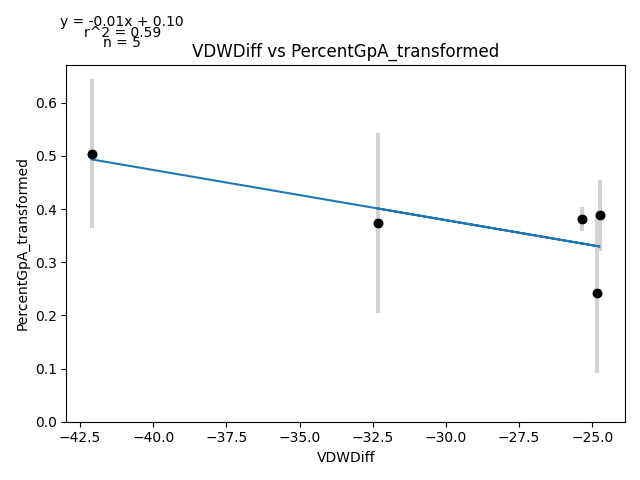 y = -0.01x + 0.10
r^2 = 0.59
n = 5
VDWDiff vs PercentGpA_transformed
PercentGpA_transformed
0.6
0.5
0.4
0.3
0.2
0.1
0.0
−42.5 −40.0 −37.5 −35.0 −32.5 −30.0 −27.5 −25.0
VDWDiff